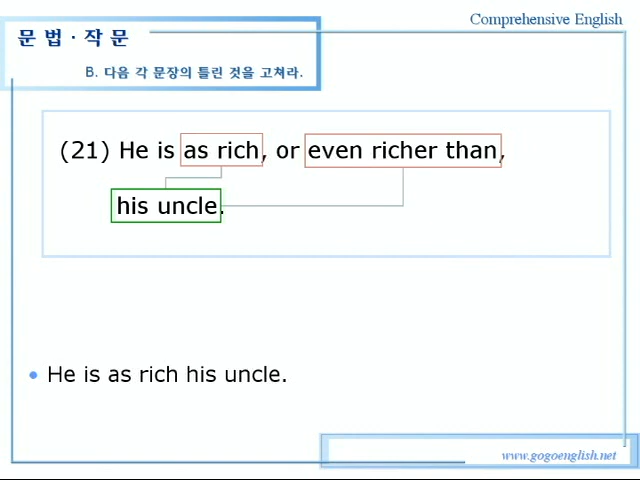 Comprehensive English
문법·작문
B. 다음 각 문장의 틀린 것을 고쳐라.
(21) He is as rich, or even richer than,
his uncle.
• He is as rich his uncle.
www.gogoenglish.net